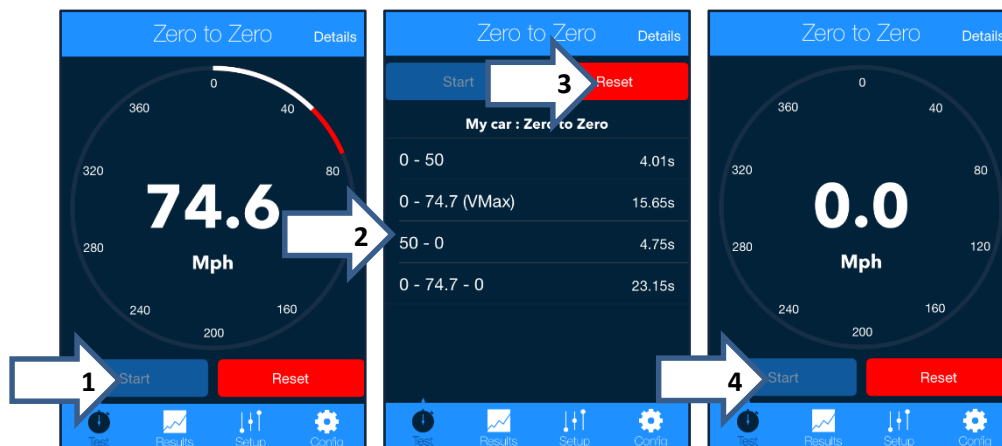 Zero to Zero Details
0
360 40
320 80
74.6
280
Mph
240 160
200
1 Start Reset
Test Results Setup Config
Zero to Zero Details
Start 3 Reset
My car : Zero to Zero
0 - 50 4.01s
0 - 74.7 (VMax) 15.65s
2 50 - 0 4.75s
0 - 74.7 - 0 23.15s
Test Results Setup Config
Zero to Zero Details
0
360 40
320 80
0.0
280 120
Mph
240 160
200
4 Start Reset
Test Results Setup Config